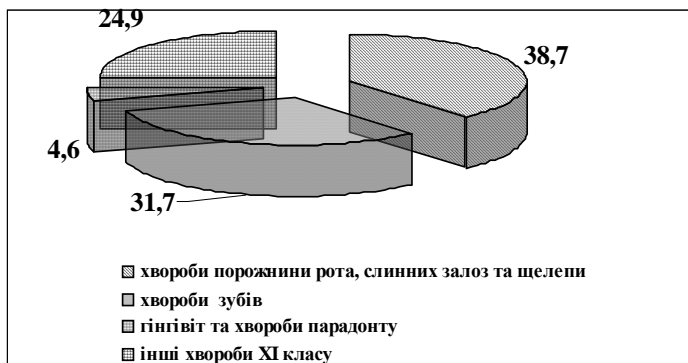 24,9
38,7
4,6
31,7
хвороби порожнини рота, слинних залоз та щелепи
хвороби зубів
гінгівіт та хвороби парадонту
інші хвороби XI класу